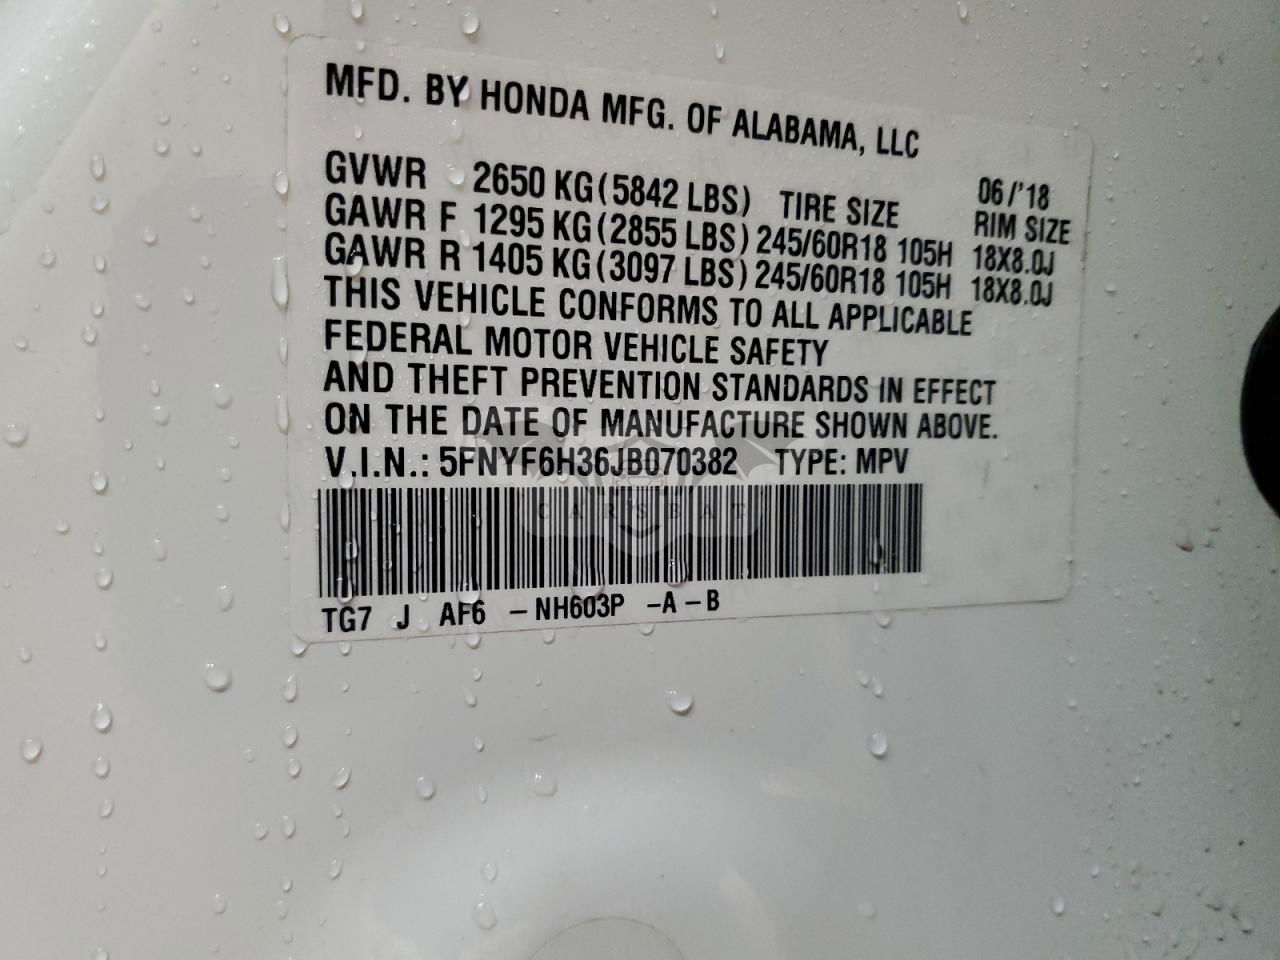 MFD. BY HONDA MFG. OF ALABAMA, LLC
06/'18
GVWR 2650 KG(5842 LBS) TIRE SIZE RIM SIZE
GAWR F 1295 KG(2855 LBS) 245/60R18 105H 18X8.0J
GAWR R 1405 KG(3097 LBS) 245/60R18 105H 18X8.0J
THIS VEHICLE CONFORMS TO ALL APPLICABLE
FEDERAL MOTOR VEHICLE SAFETY
AND THEFT PREVENTION STANDARDS IN EFFECT
ON THE DATE OF MANUFACTURE SHOWN ABOVE.
V.I.N.: 5FNYF6H36JB070382 TYPE: MPV
CARSBAT
TG7 J AF6 -NH603P -A-B